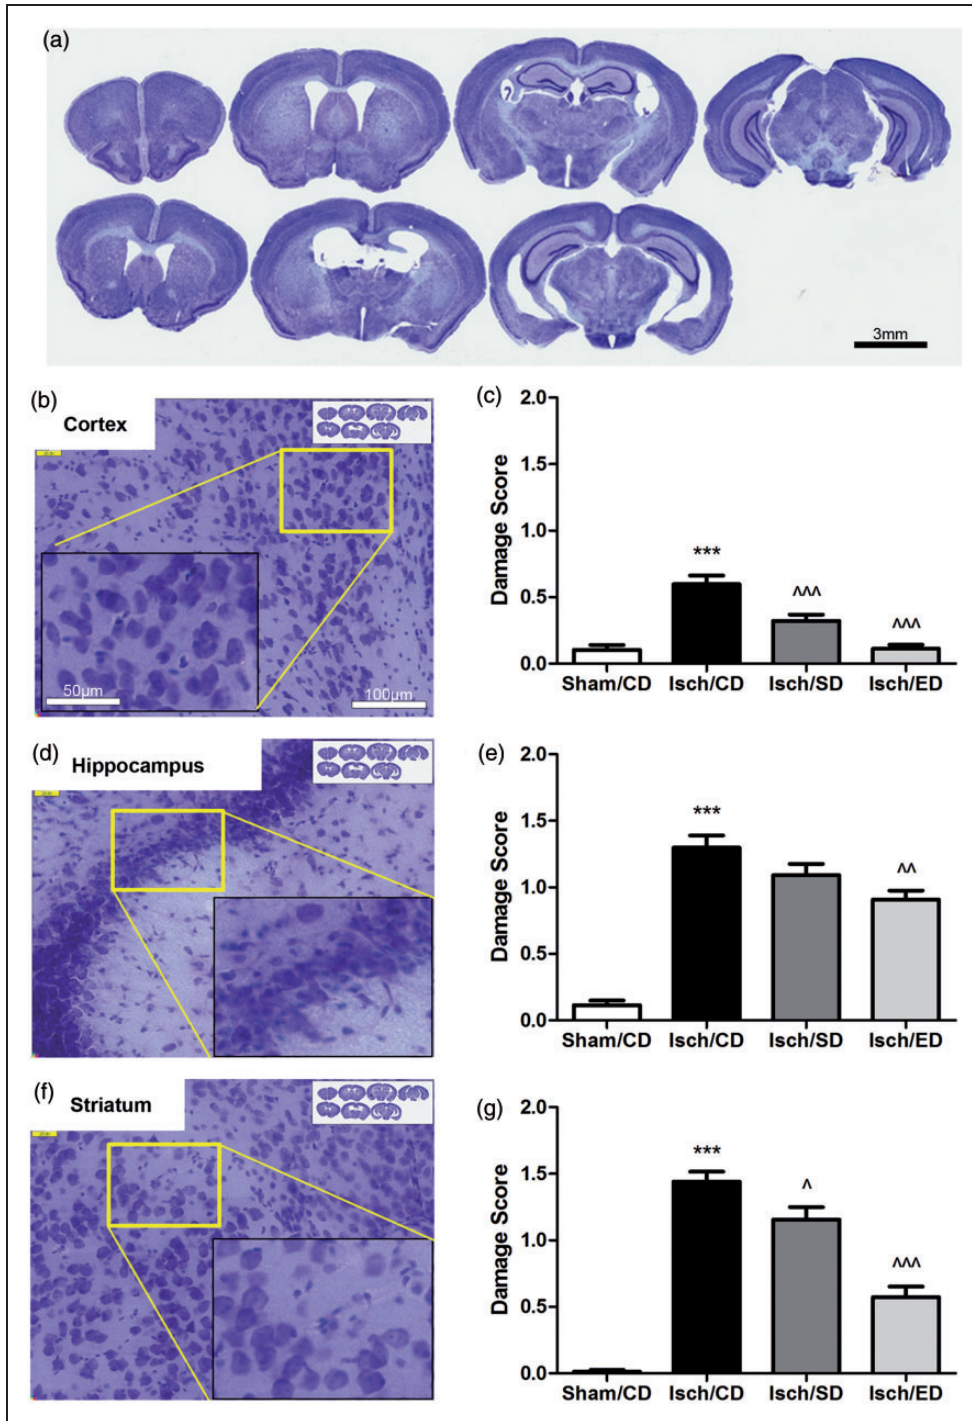 (a)
3mm
(b)
Cortex
50µm
100µm
(c)
Damage Score
2.0
1.5
1.0
0.5
0.0
***
^^^
^^^
Sham/CD Isch/CD Isch/SD Isch/ED
(d)
Hippocampus
(e)
Damage Score
2.0
1.5
1.0
0.5
0.0
***
^^
Sham/CD Isch/CD Isch/SD Isch/ED
(f)
Striatum
(g)
Damage Score
2.0
1.5
1.0
0.5
0.0
***
^
^^^
Sham/CD Isch/CD Isch/SD Isch/ED